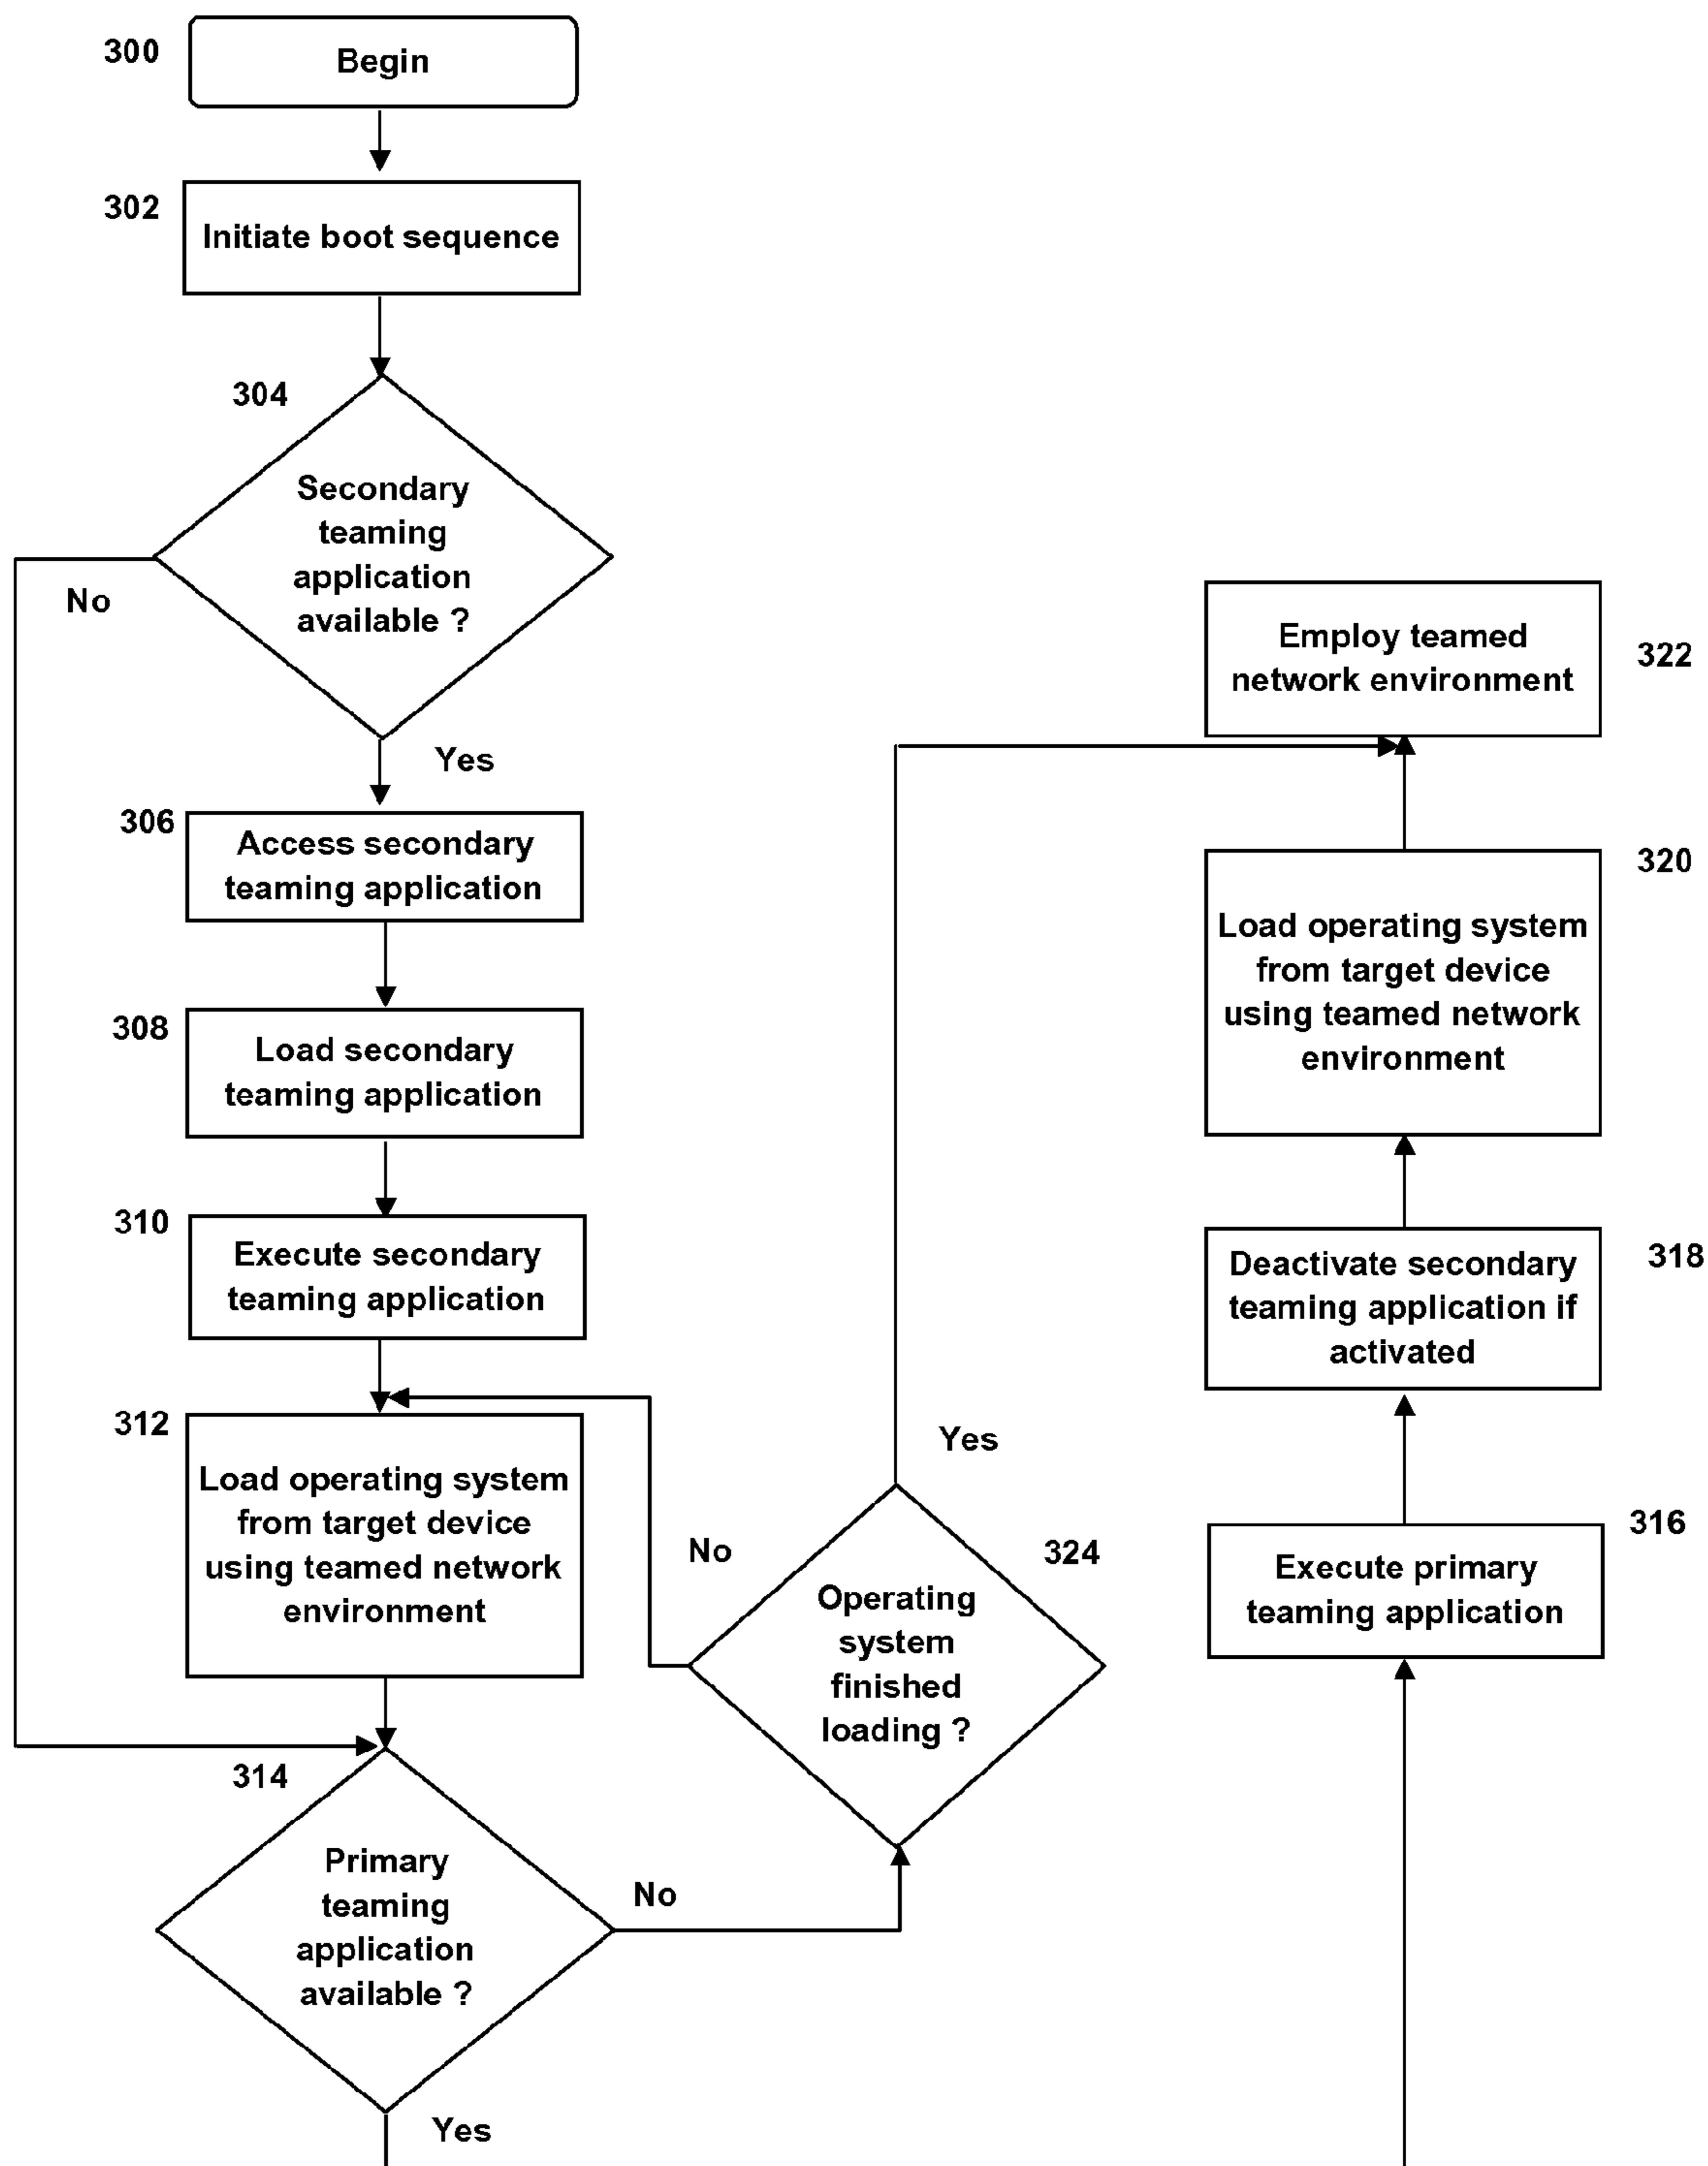 300
Begin
302
Initiate boot sequence
304
Secondary
teaming
application
available ?
No
Yes
306
Access secondary
teaming application
308
Load secondary
teaming application
310
Execute secondary
teaming application
312
Load operating system
from target device
using teamed network
environment
314
Primary
teaming
application
available ?
No
Yes
324
Operating
system
finished
loading ?
No
Yes
316
Execute primary
teaming application
318
Deactivate secondary
teaming application if
activated
320
Load operating system
from target device
using teamed network
environment
322
Employ teamed
network environment